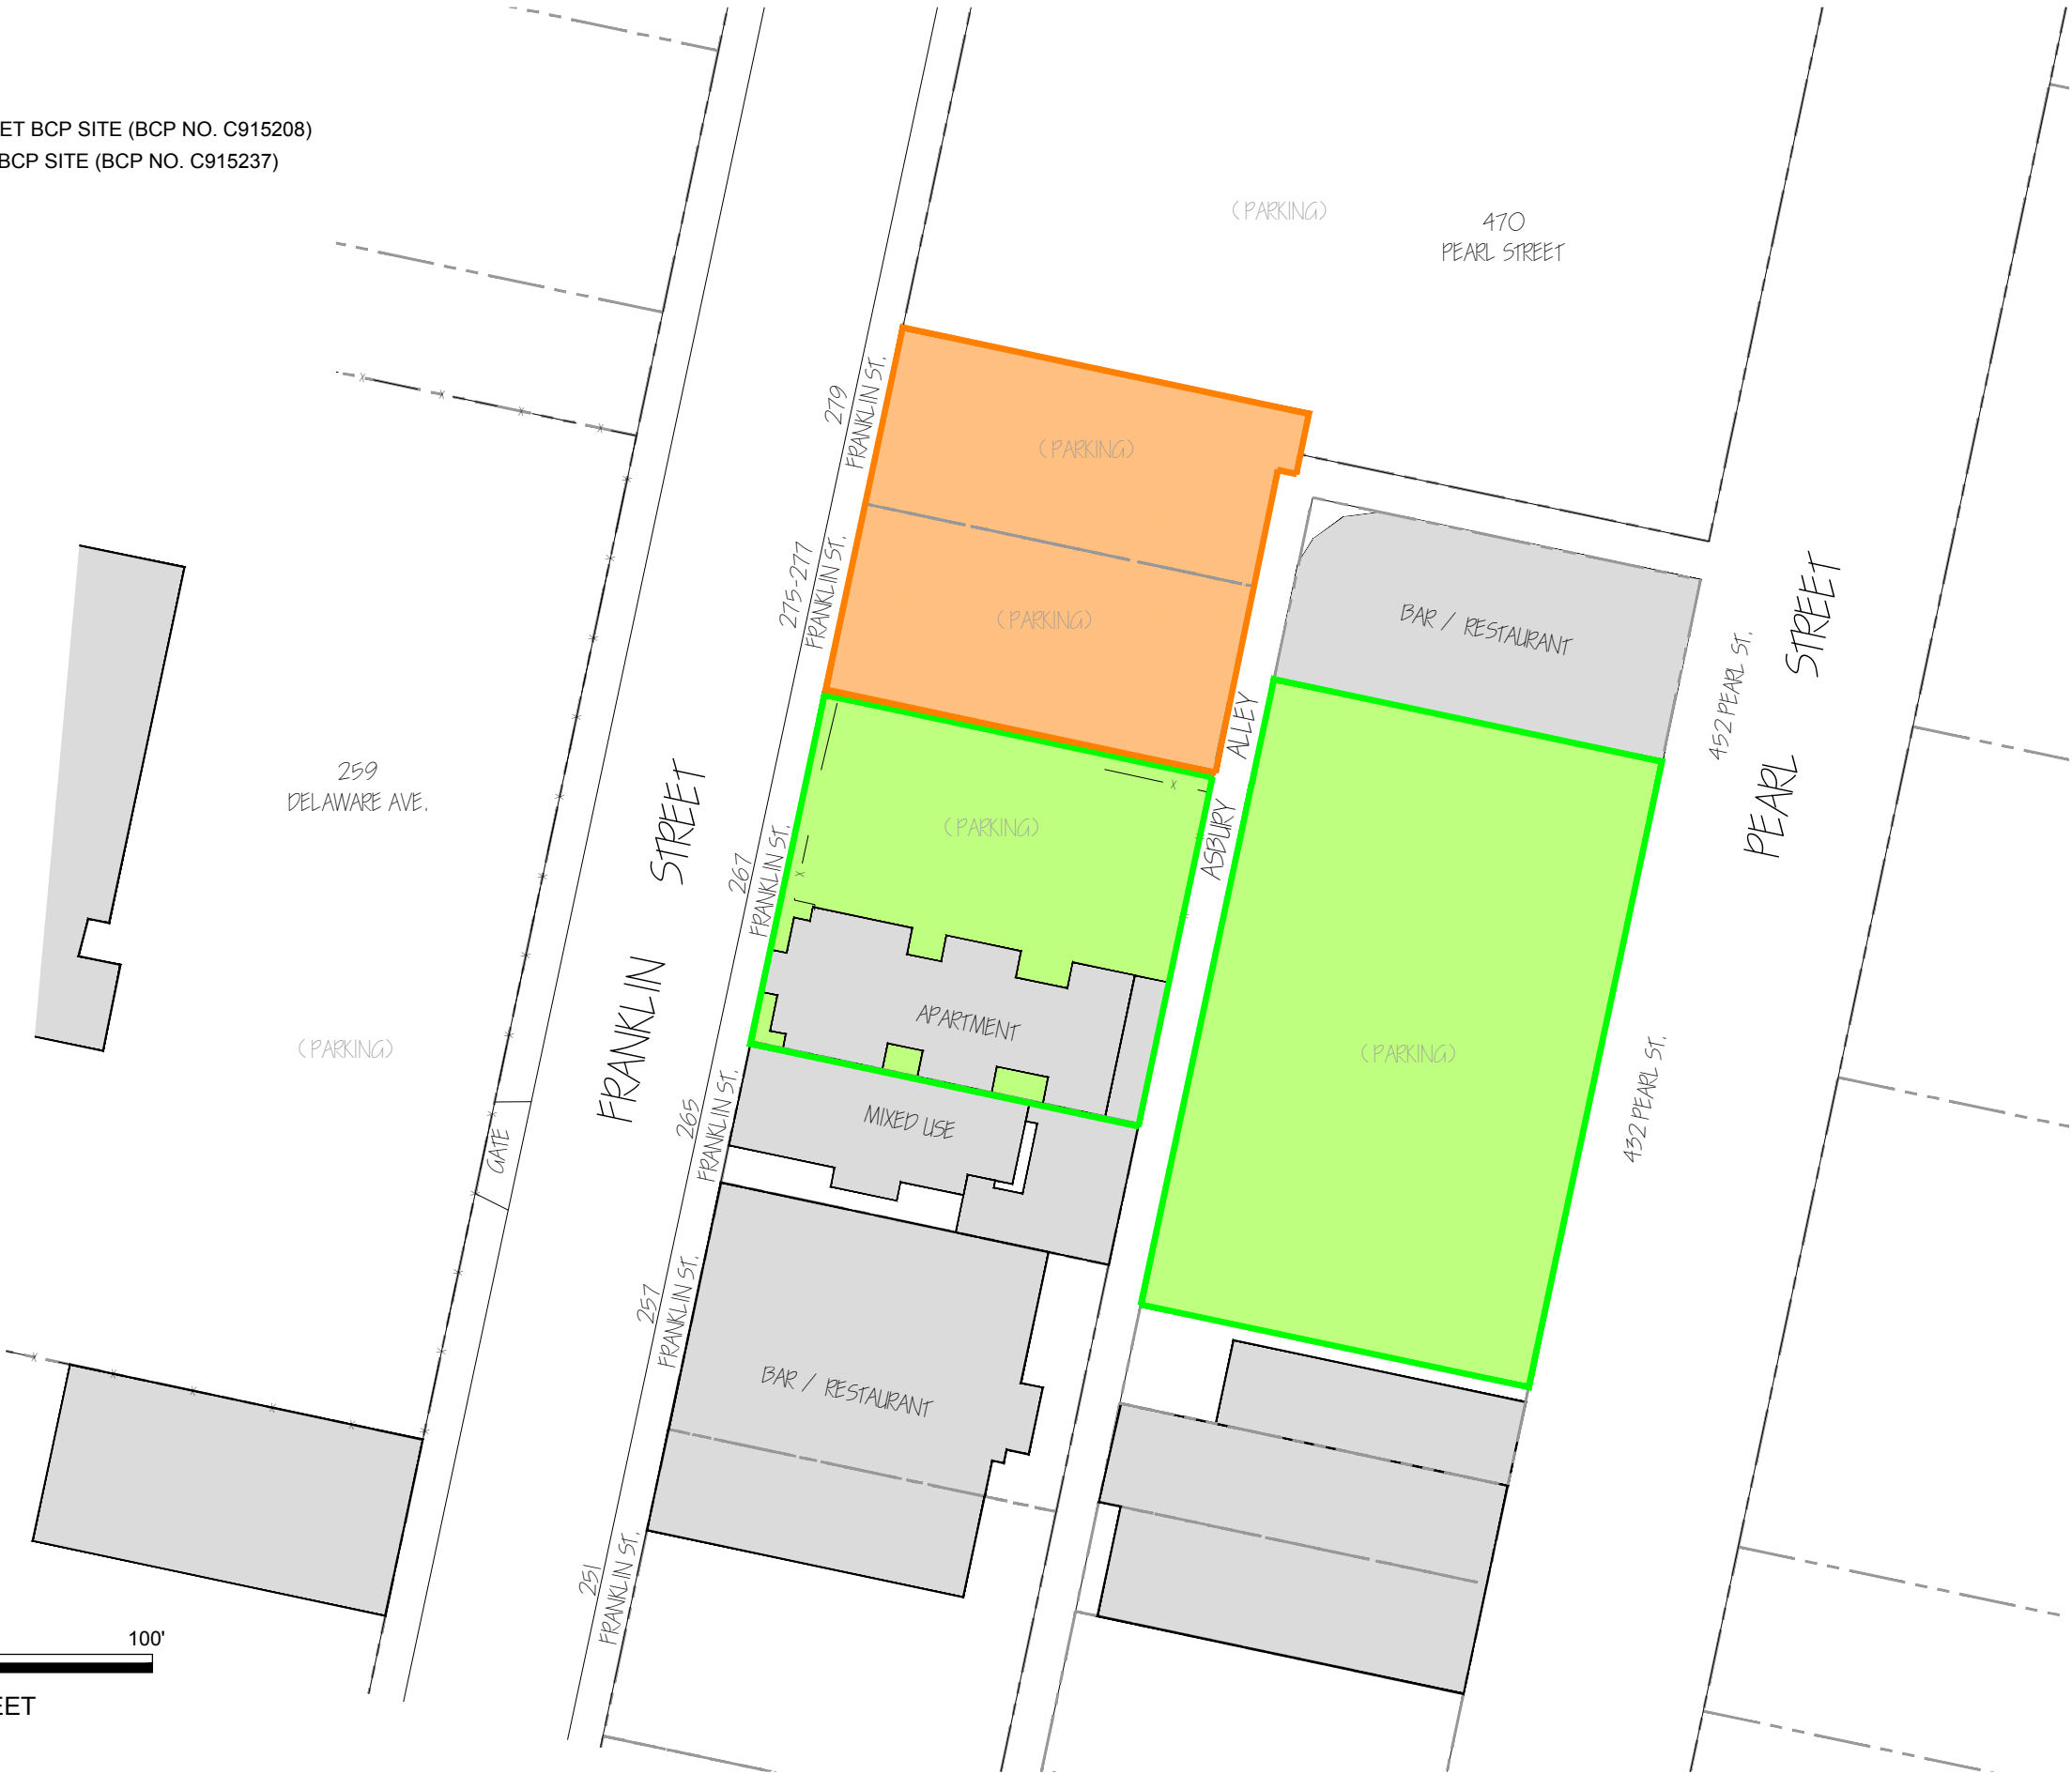 ET BCP SITE (BCP NO. C915208)
BCP SITE (BCP NO. C915237)
(PARKING)
470
PEARL STREET
279
FRANKLIN ST.
(PARKING)
275-277
FRANKLIN ST.
(PARKING)
BAR / RESTAURANT
452 PEARL ST.
PEARL STREET
ASBURY ALLEY
259
DELAWARE AVE.
FRANKLIN STREET
267
FRANKLIN ST.
(PARKING)
(PARKING)
APARTMENT
(PARKING)
432 PEARL ST.
265
FRANKLIN ST.
MIXED USE
GATE
257
FRANKLIN ST.
BAR / RESTAURANT
251
FRANKLIN ST.
100'
EET